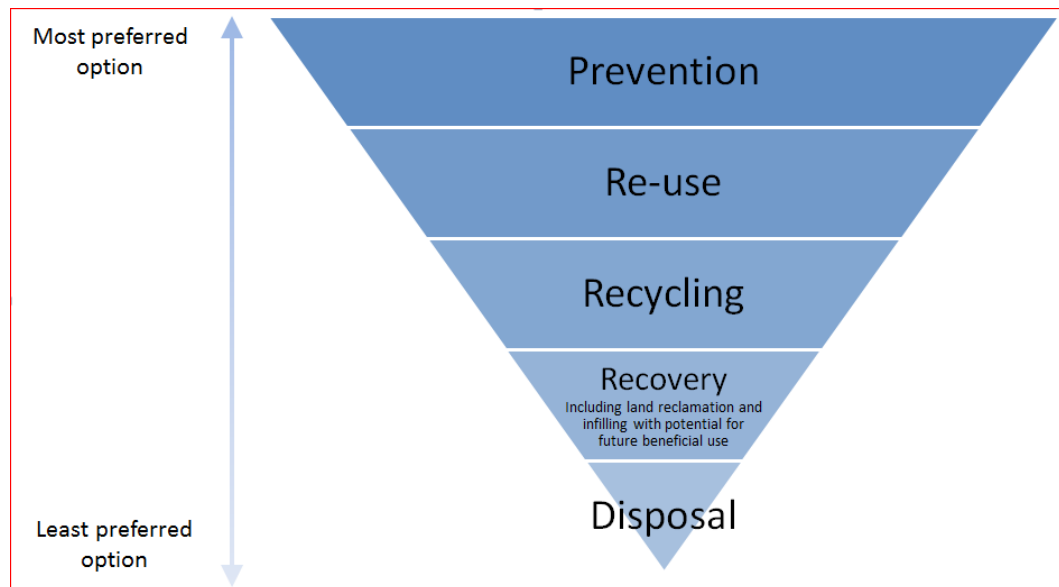 Most preferred
option
Prevention
Re-use
Recycling
Recovery
Including land reclamation and
infilling with potential for
future beneficial use
Disposal
Least preferred
option